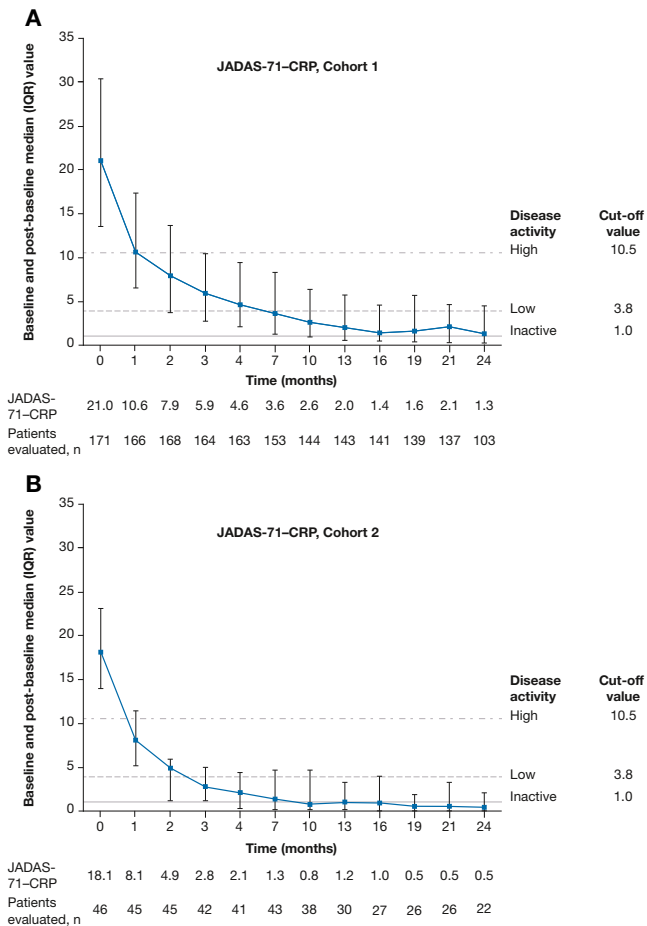 A
JADAS-71–CRP, Cohort 1
Baseline and post-baseline median (IQR) value
35
30
25
20
15
10
5
0
Disease activity Cut-off value
High 10.5
Low 3.8
Inactive 1.0
0 1 2 3 4 7 10 13 16 19 21 24
Time (months)
JADAS-71–CRP 21.0 10.6 7.9 5.9 4.6 3.6 2.6 2.0 1.4 1.6 2.1 1.3
Patients evaluated, n 171 166 168 164 163 153 144 143 141 139 137 103
B
JADAS-71–CRP, Cohort 2
Baseline and post-baseline median (IQR) value
35
30
25
20
15
10
5
0
Disease activity Cut-off value
High 10.5
Low 3.8
Inactive 1.0
0 1 2 3 4 7 10 13 16 19 21 24
Time (months)
JADAS-71–CRP 18.1 8.1 4.9 2.8 2.1 1.3 0.8 1.2 1.0 0.5 0.5 0.5
Patients evaluated, n 46 45 45 42 41 43 38 30 27 26 26 22